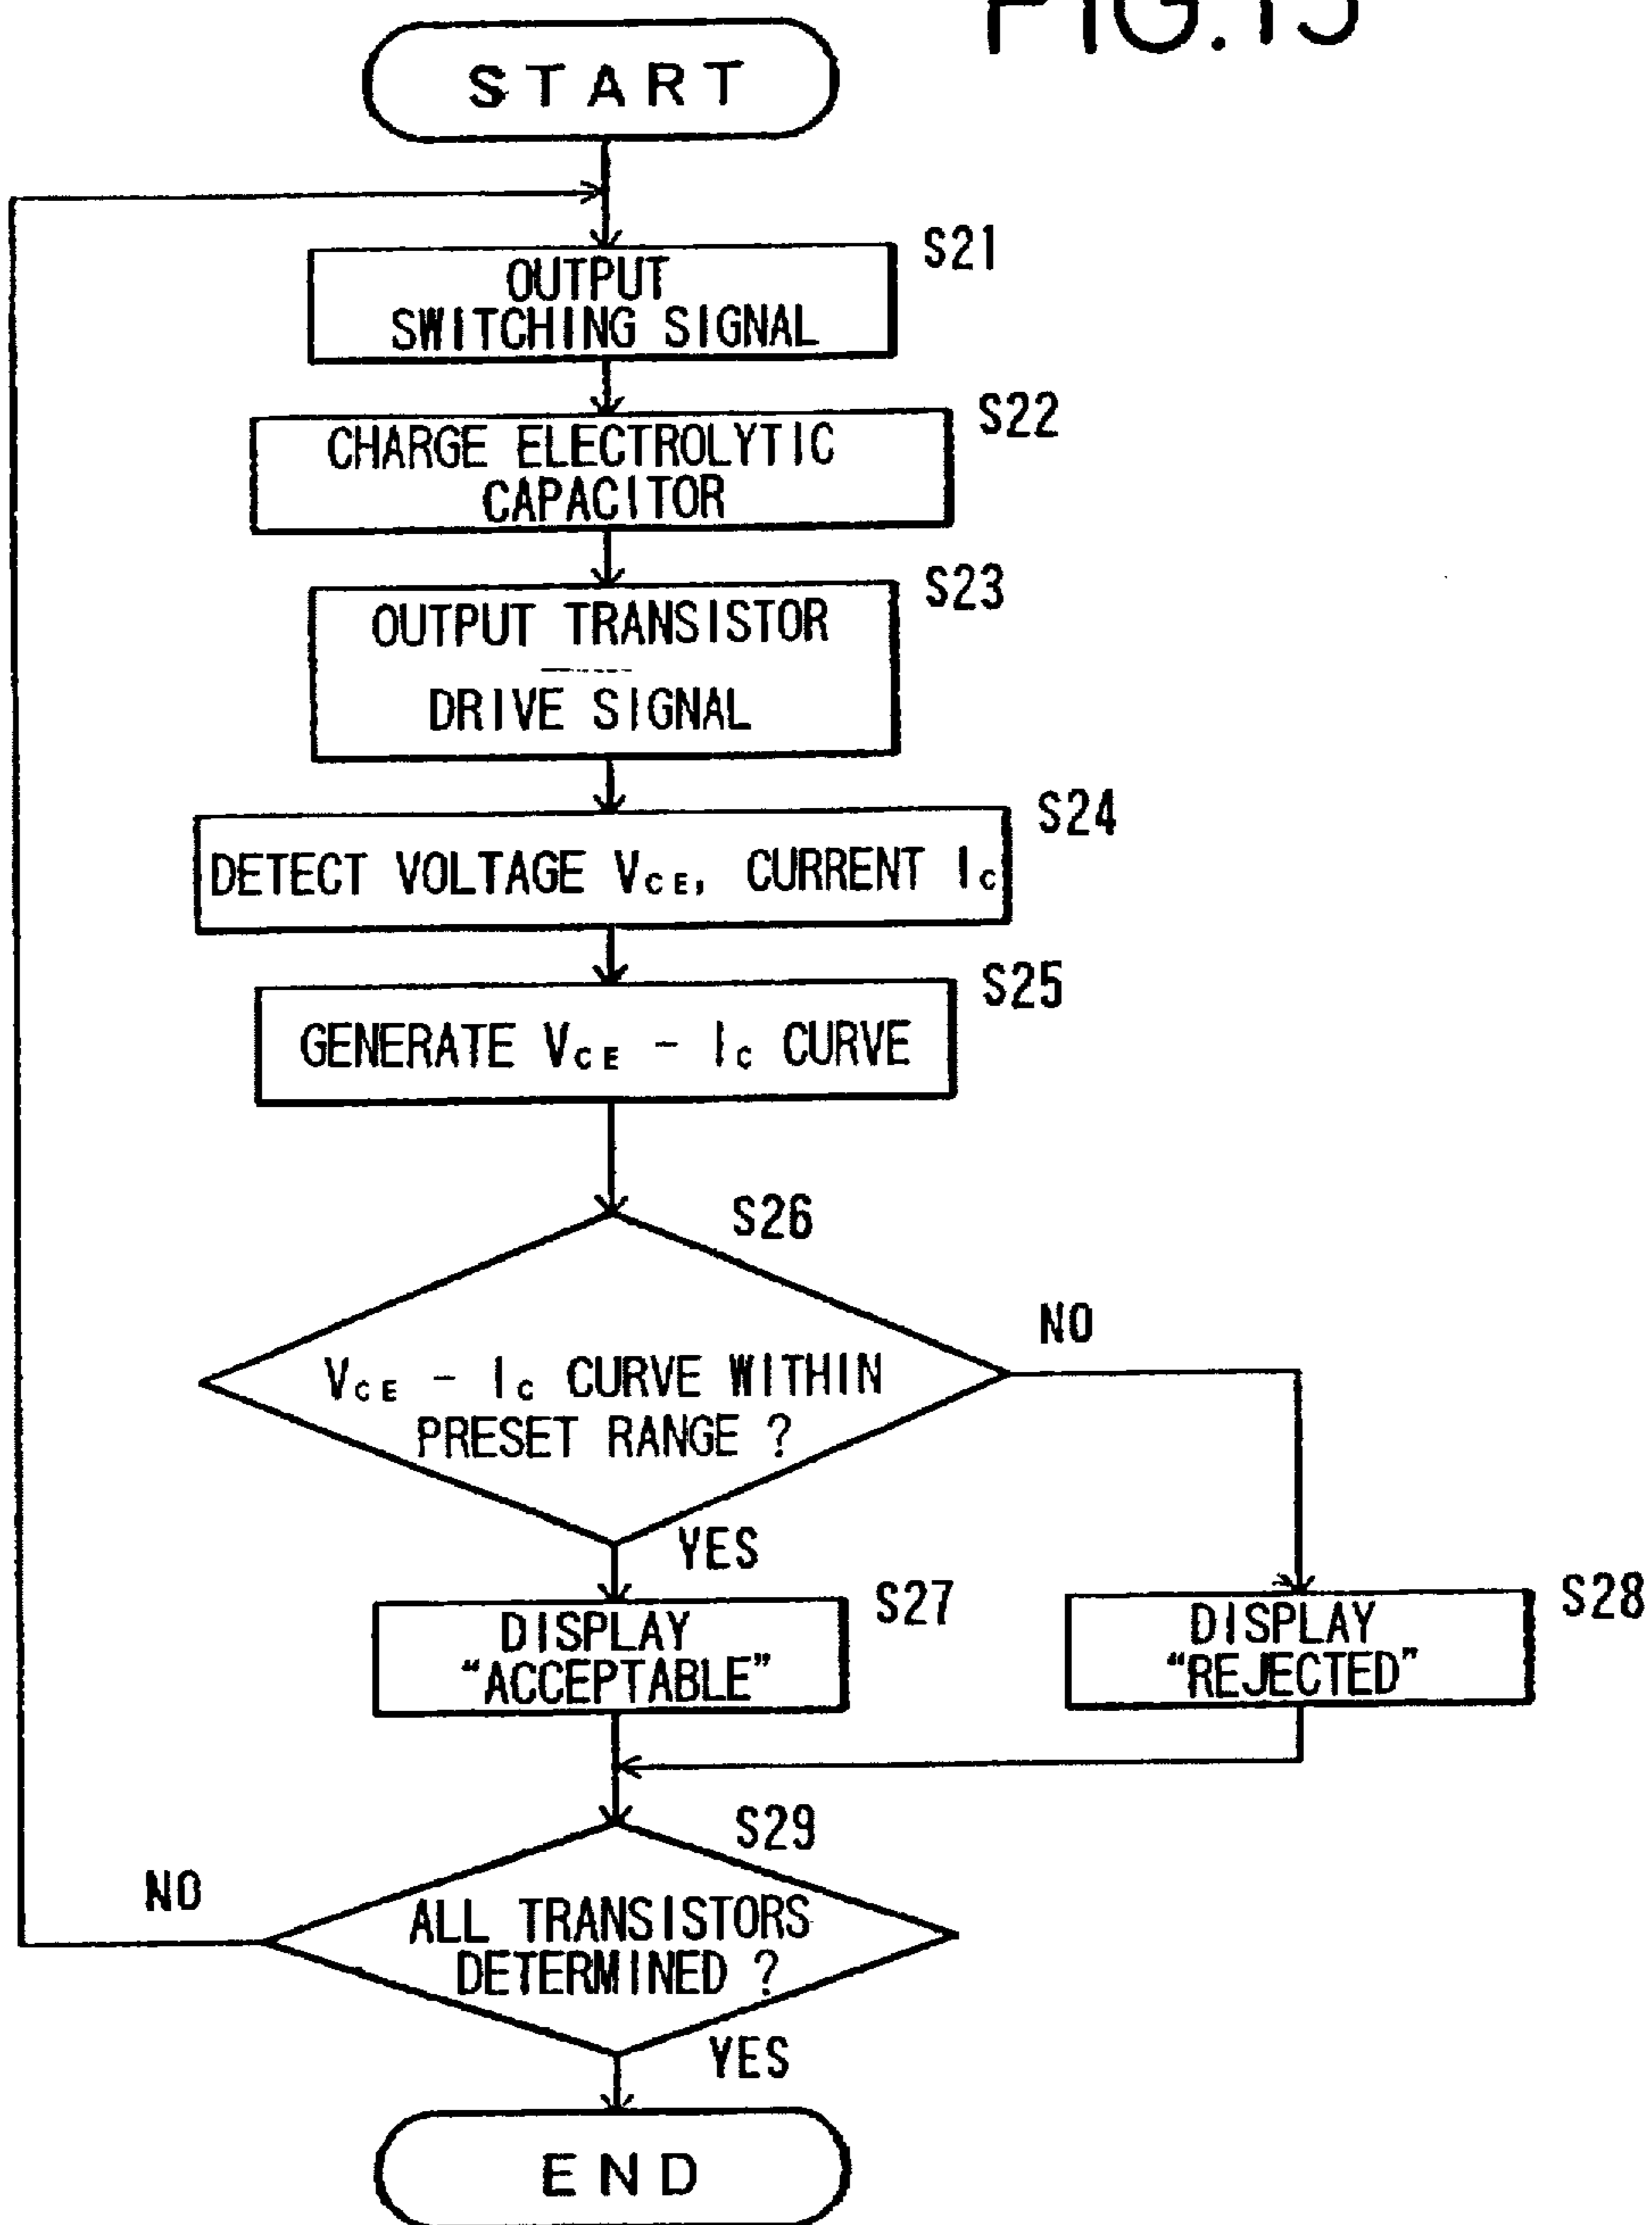 FIG.15
START
S21
OUTPUT
SWITCHING SIGNAL
S22
CHARGE ELECTROLYTIC
CAPACITOR
S23
OUTPUT TRANSISTOR
DRIVE SIGNAL
S24
DETECT VOLTAGE VCE, CURRENT IC
S25
GENERATE VCE - IC CURVE
S26
NO
VCE - IC CURVE WITHIN
PRESET RANGE ?
YES
S27
DISPLAY
“ACCEPTABLE”
S28
DISPLAY
“REJECTED”
S29
NO
ALL TRANSISTORS
DETERMINED ?
YES
END